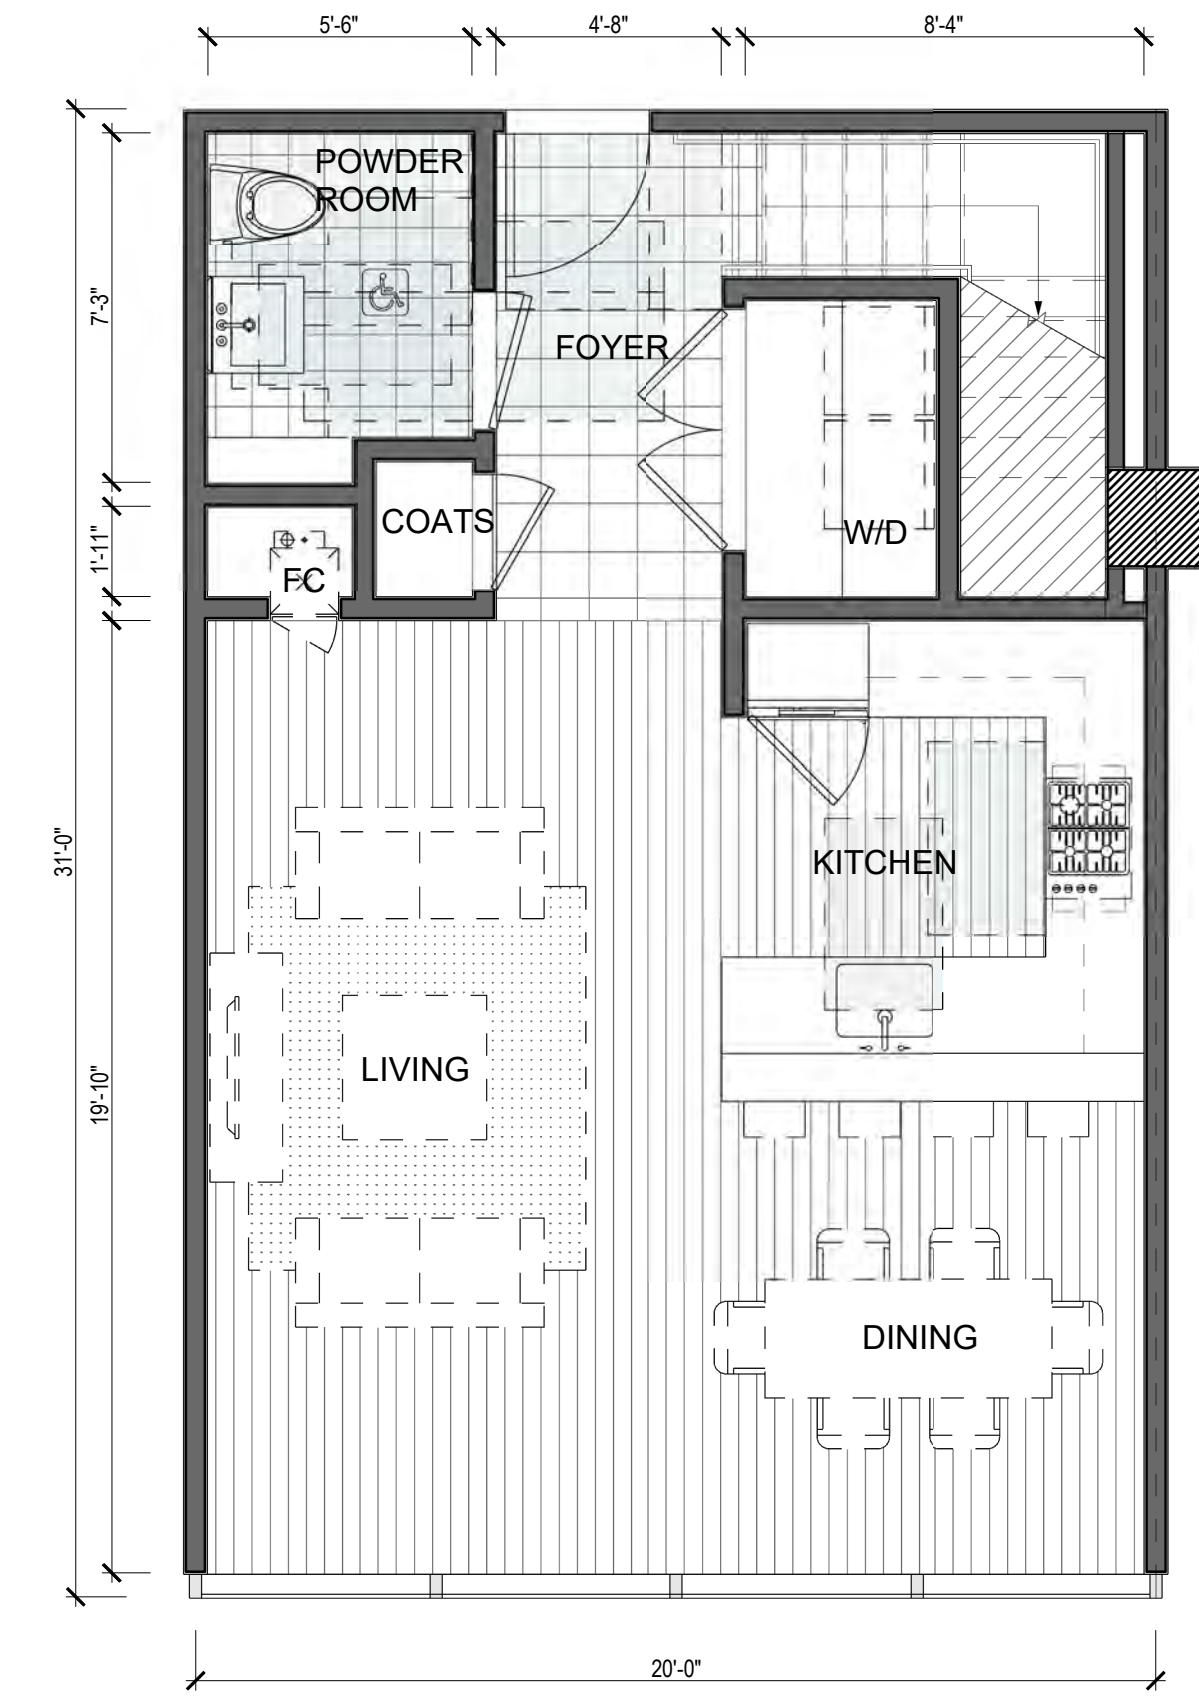 5'-6"
4'-8"
8'-4"
POWDER
ROOM
7'-3"
FOYER
COATS
W/D
1'-11"
FC
31'-0"
KITCHEN
LIVING
19'-10"
DINING
20'-0"